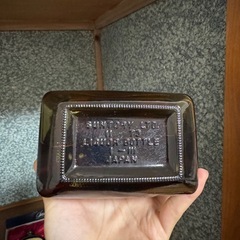 SUNTORY LTD.
LIQUOR BOTTLE
JAPAN